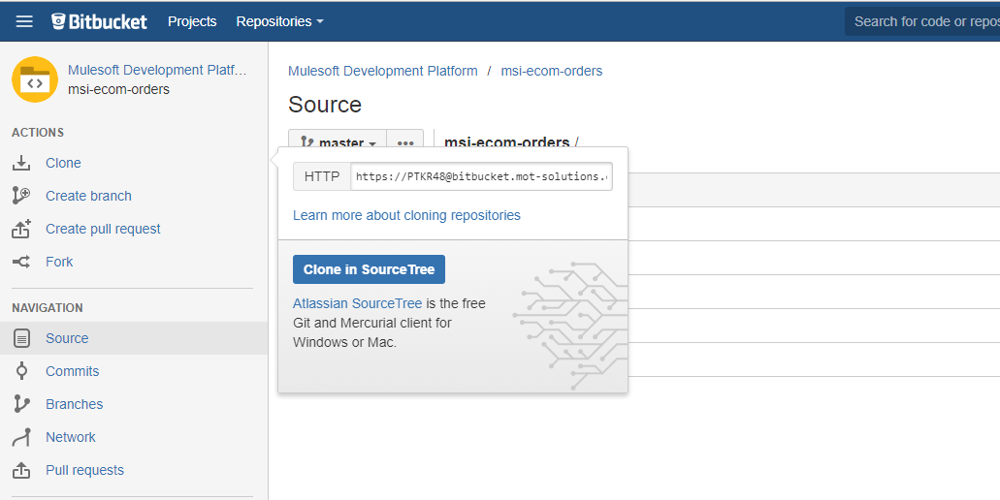 Bitbucket Projects Repositories Search for code or repos
Mulesoft Development Platf...
msi-ecom-orders
ACTIONS
Clone
Create branch
Create pull request
Fork
NAVIGATION
Source
Commits
Branches
Network
Pull requests
Mulesoft Development Platform / msi-ecom-orders
Source
master ••• msi-ecom-orders /
HTTP https://PTKR48@bitbucket.mot-solutions.
Learn more about cloning repositories
Clone in SourceTree
Atlassian SourceTree is the free
Git and Mercurial client for
Windows or Mac.